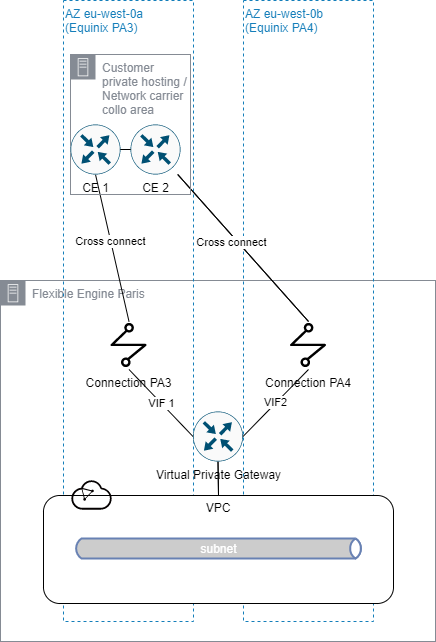 AZ eu-west-0a
(Equinix PA3)
AZ eu-west-0b
(Equinix PA4)
Customer
private hosting /
Network carrier
collo area
CE 1
CE 2
Cross connect
Cross connect
Flexible Engine Paris
Connection PA3
Connection PA4
VIF 1
VIF2
Virtual Private Gateway
VPC
subnet